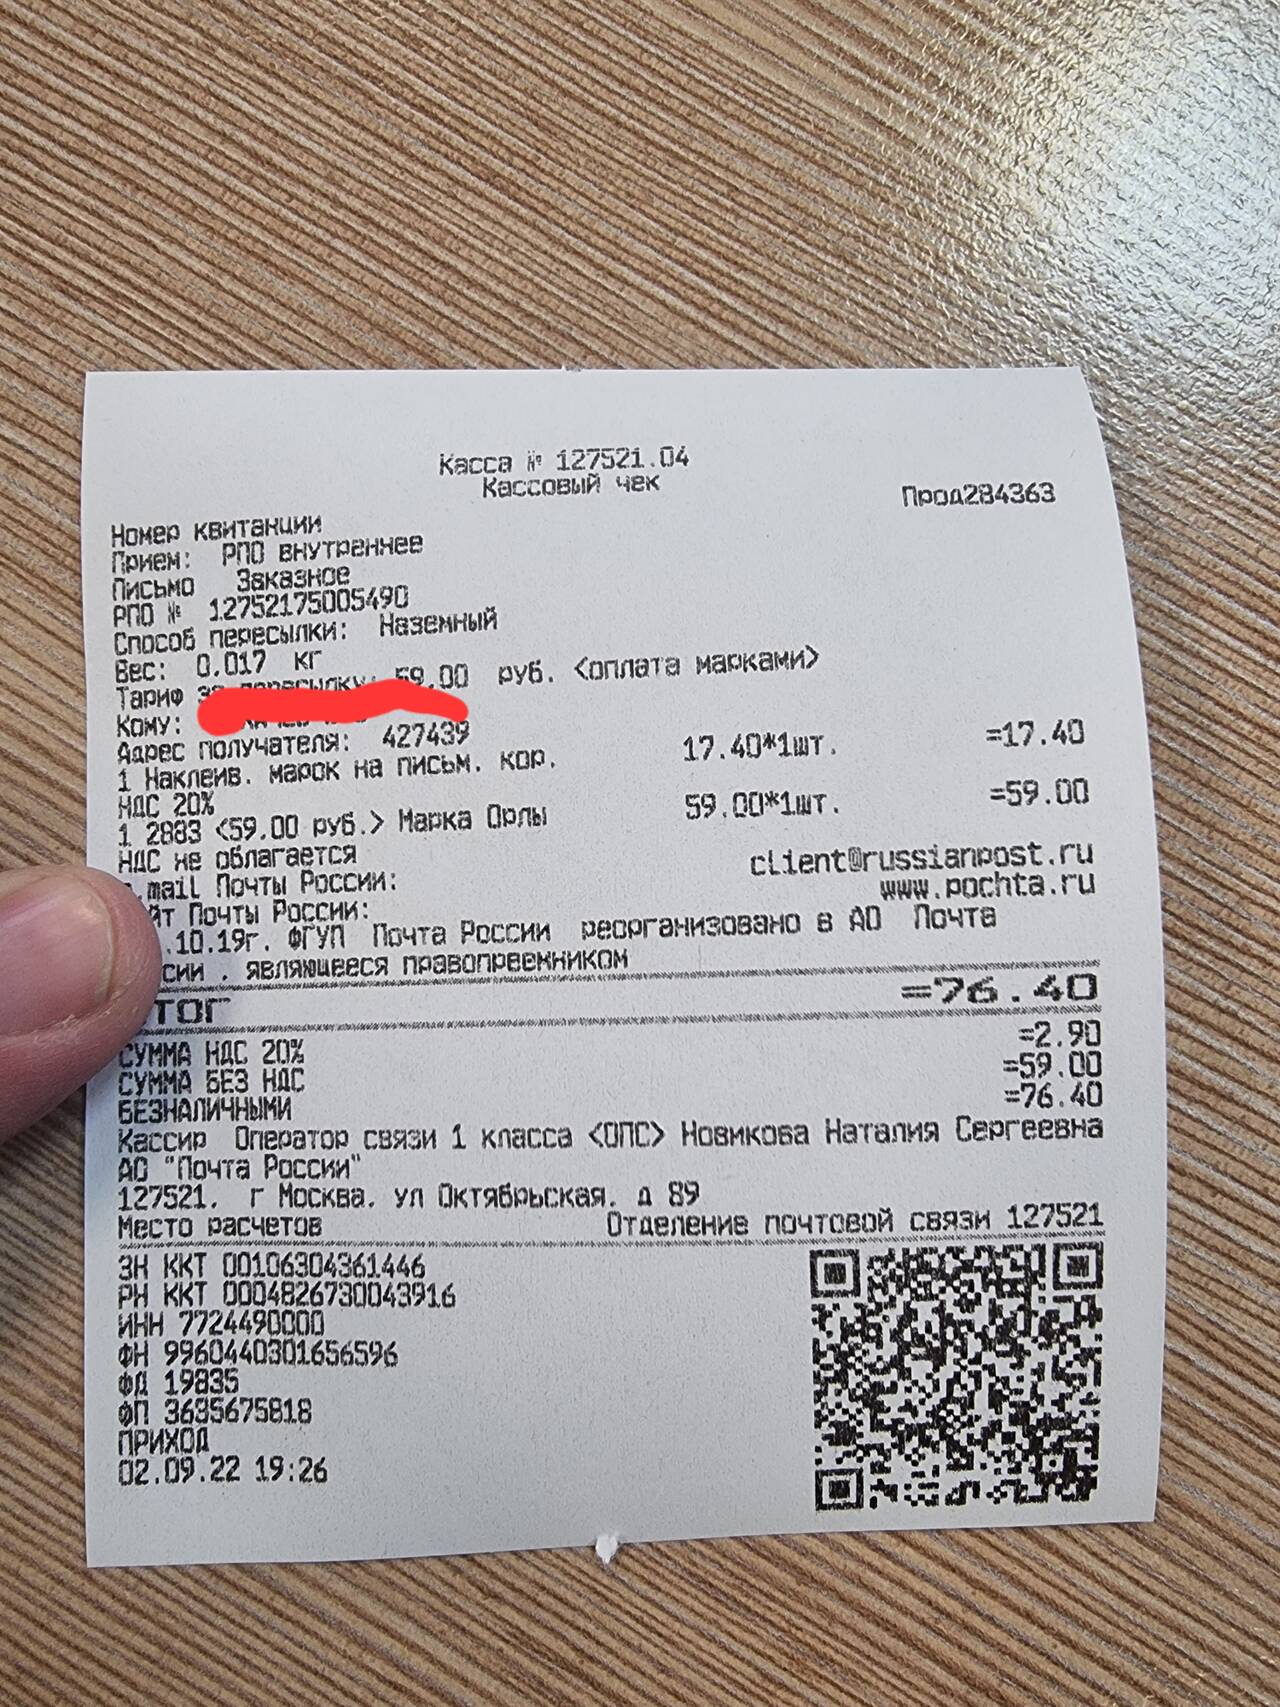 Касса № 127521.04
Кассовый чек
Прод284363
Номер квитанции
Прием: РПО внутреннее
Письмо Заказное
РПО № 12752175005490
Способ пересылки: Наземный
Вес: 0.017 кг
Тариф за пересылку: 59.00 руб. <оплата марками>
Кому:
Адрес получателя: 427439
1 Наклеив. марок на письм. кор. 17.40*1шт. =17.40
НДС 20%
1 2883 <59.00 руб.> Марка Орлы 59.00*1шт. =59.00
НДС не облагается
.mail Почты России: client@russianpost.ru
йт Почты России: www.pochta.ru
.10.19г. ФГУП Почта России реорганизовано в АО Почта
сии . являющееся правопреемником
ТОГ =76.40
СУММА НДС 20% =2.90
СУММА БЕЗ НДС =59.00
БЕЗНАЛИЧНЫМИ =76.40
Кассир Оператор связи 1 класса <ОПС> Новикова Наталия Сергеевна
АО "Почта России"
127521. г Москва. ул Октябрьская. д 89
Место расчетов Отделение почтовой связи 127521
ЗН ККТ 00106304361446
РН ККТ 0004826730043916
ИНН 7724490000
ФН 9960440301656596
ФД 19835
ФП 3635675818
ПРИХОД
02.09.22 19:26